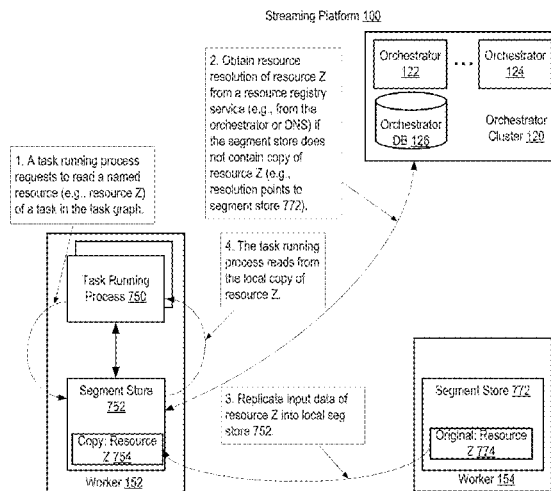 Streaming Platform 100
2. Obtain resource
resolution of resource Z
from a resource registry
service (e.g., from the
orchestrator or DNS) if
the segment store does
not contain copy of
resource Z (e.g.,
resolution points to
segment store 772).
Orchestrator
122
...
Orchestrator
124
Orchestrator
DB 126
Orchestrator
Cluster 120
1. A task running process
requests to read a named
resource (e.g., resource Z)
of a task in the task graph.
4. The task running
process reads from
the local copy of
resource Z.
Task Running
Process 750
Segment Store
752
Copy: Resource
Z 754
Worker 152
3. Replicate input data of
resource Z into local seg
store 752.
Segment Store 772
Original: Resource
Z 774
Worker 154